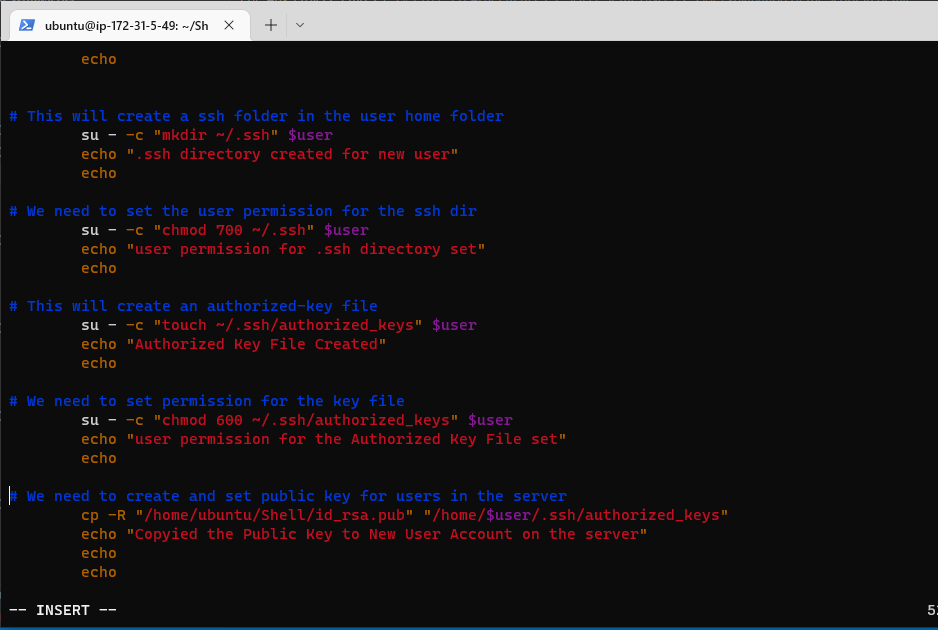 ubuntu@ip-172-31-5-49: ~/Sh
echo
# This will create a ssh folder in the user home folder
su - -c "mkdir ~/.ssh" $user
echo ".ssh directory created for new user"
echo
# We need to set the user permission for the ssh dir
su - -c "chmod 700 ~/.ssh" $user
echo "user permission for .ssh directory set"
echo
# This will create an authorized-key file
su - -c "touch ~/.ssh/authorized_keys" $user
echo "Authorized Key File Created"
echo
# We need to set permission for the key file
su - -c "chmod 600 ~/.ssh/authorized_keys" $user
echo "user permission for the Authorized Key File set"
echo
# We need to create and set public key for users in the server
cp -R "/home/ubuntu/Shell/id_rsa.pub" "/home/$user/.ssh/authorized_keys"
echo "Copyied the Public Key to New User Account on the server"
echo
echo
-- INSERT --